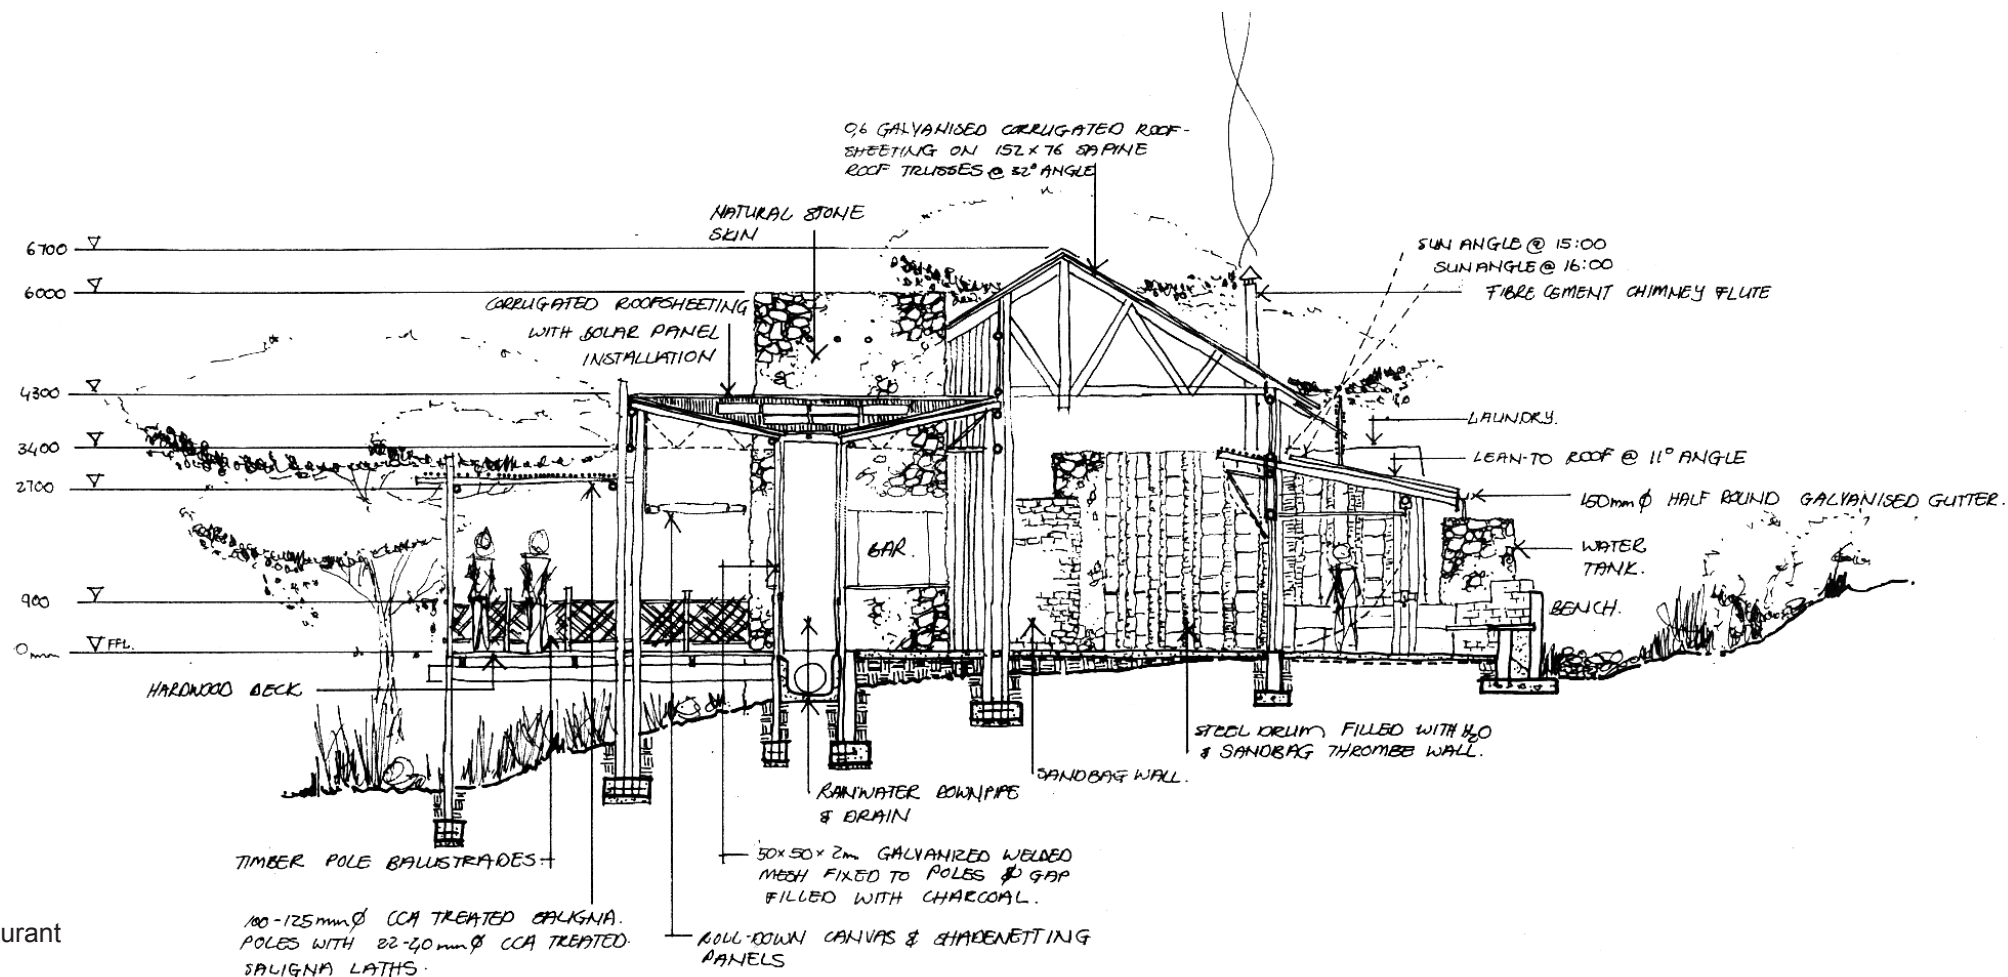 0,6 GALVANISED CORRUGATED ROOF-
SHEETING ON 152 x 76 SAPINE
ROOF TRUSSES @ 32° ANGLE
NATURAL STONE
SKIN
CORRUGATED ROOFSHEETING
WITH SOLAR PANEL
INSTALLATION
SUN ANGLE @ 15:00
SUN ANGLE @ 16:00
FIBRE CEMENT CHIMNEY FLUTE
LAUNDRY.
LEAN-TO ROOF @ 11° ANGLE
150mm Ø HALF ROUND GALVANISED GUTTER.
WATER
TANK.
BENCH.
BAR.
6700
6000
4300
3400
2700
900
0mm FFL.
HARDWOOD DECK
STEEL DRUM FILLED WITH H2O
& SANDBAG THROMBE WALL.
SANDBAG WALL.
RAINWATER DOWNPIPE
& DRAIN
TIMBER POLE BALLUSTRADES
50 x 50 x 2m GALVANIZED WELDED
MESH FIXED TO POLES & GAP
FILLED WITH CHARCOAL.
100-125mm Ø CCA TREATED SALIGNA.
POLES WITH 22-40mm Ø CCA TREATED
SALIGNA LATHS.
ROLL-DOWN CANVAS & SHADENETTING
PANELS
urant